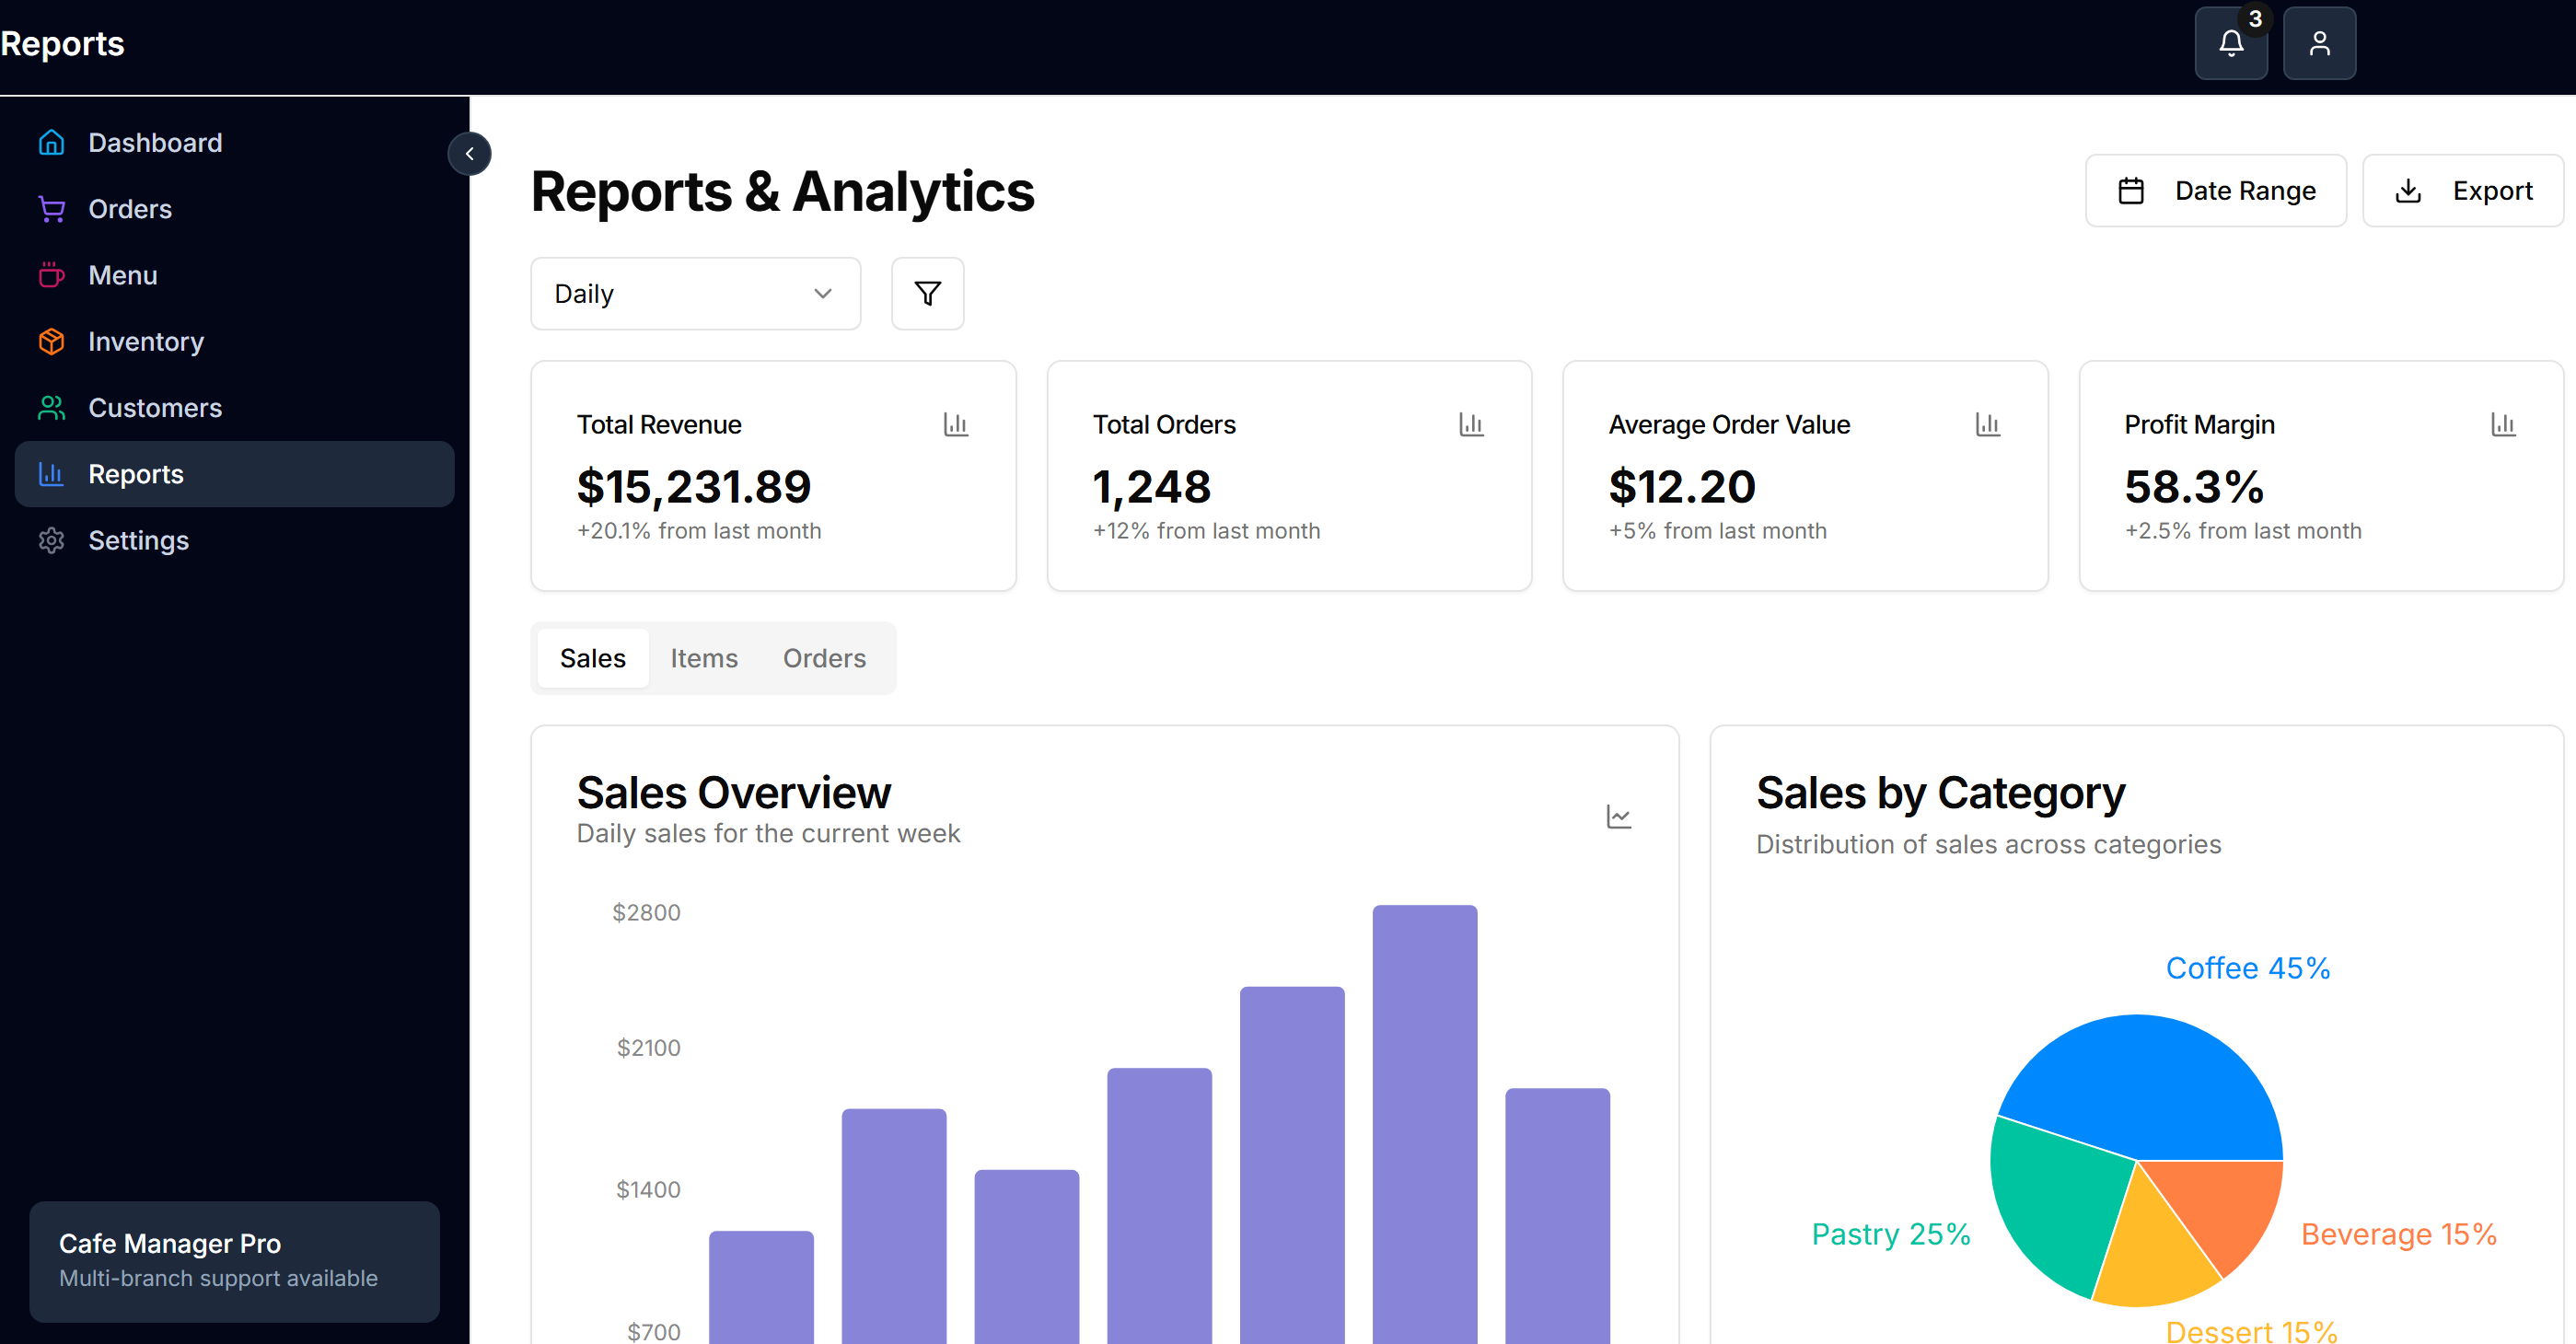 Reports
3
Dashboard
Orders
Menu
Inventory
Customers
Reports
Settings
Cafe Manager Pro
Multi-branch support available
Reports & Analytics
Date Range
Export
Daily
Total Revenue
$15,231.89
+20.1% from last month
Total Orders
1,248
+12% from last month
Average Order Value
$12.20
+5% from last month
Profit Margin
58.3%
+2.5% from last month
Sales
Items
Orders
Sales Overview
Daily sales for the current week
$2800
$2100
$1400
$700
Sales by Category
Distribution of sales across categories
Coffee 45%
Pastry 25%
Beverage 15%
Dessert 15%